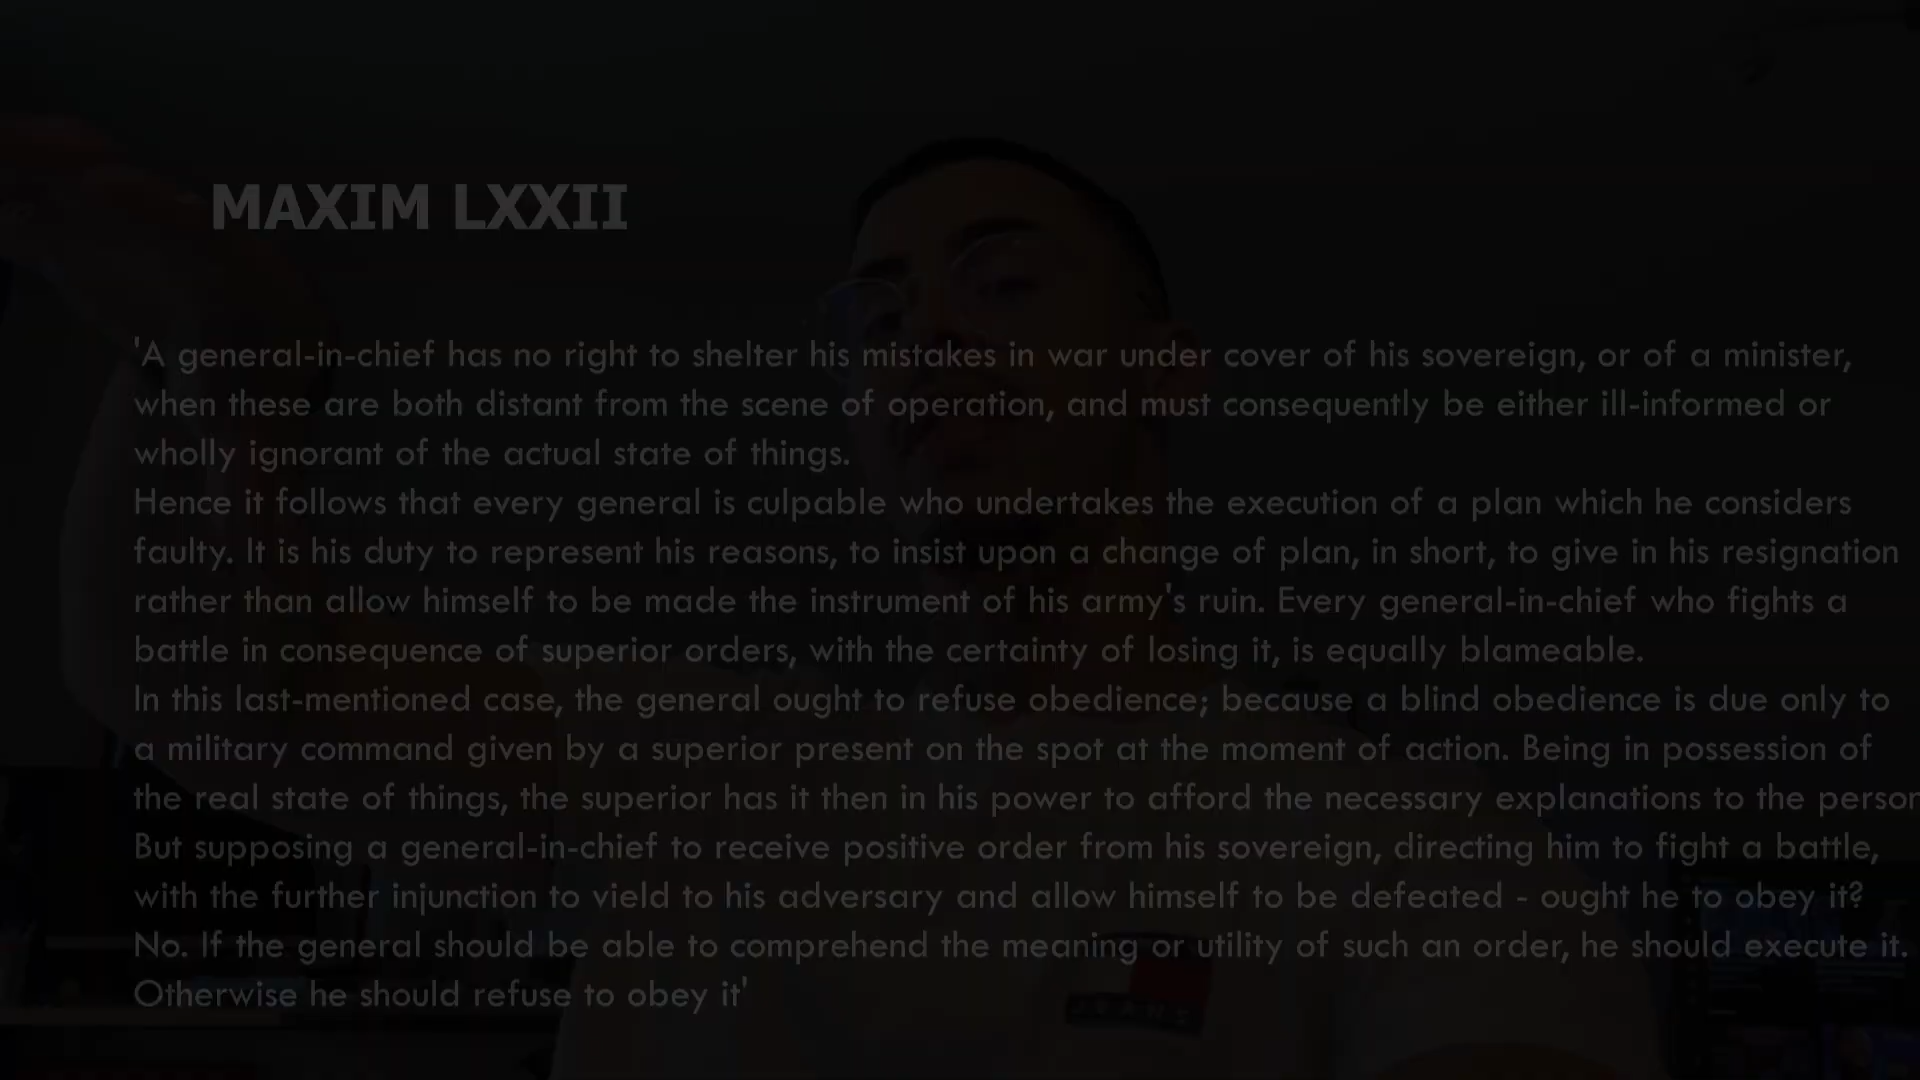 MAXIM LXXII
'A general-in-chief has no right to shelter his mistakes in war under cover of his sovereign, or of a minister,
when these are both distant from the scene of operation, and must consequently be either ill-informed or
wholly ignorant of the actual state of things.
Hence it follows that every general is culpable who undertakes the execution of a plan which he considers
faulty. It is his duty to represent his reasons, to insist upon a change of plan, in short, to give in his resignation
rather than allow himself to be made the instrument of his army's ruin. Every general-in-chief who fights a
battle in consequence of superior orders, with the certainty of losing it, is equally blameable.
In this last-mentioned case, the general ought to refuse obedience; because a blind obedience is due only to
a military command given by a superior present on the spot at the moment of action. Being in possession of
the real state of things, the superior has it then in his power to afford the necessary explanations to the person
But supposing a general-in-chief to receive positive order from his sovereign, directing him to fight a battle,
with the further injunction to vield to his adversary and allow himself to be defeated - ought he to obey it?
No. If the general should be able to comprehend the meaning or utility of such an order, he should execute it.
Otherwise he should refuse to obey it'
JEANS